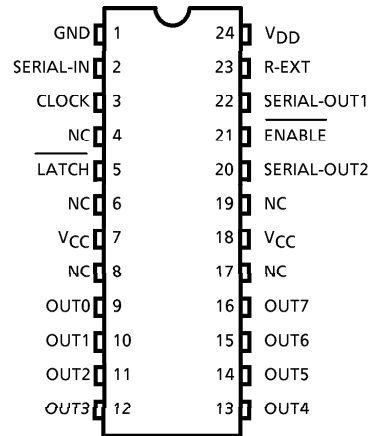 GND 1 24 VDD
SERIAL-IN 2 23 R-EXT
CLOCK 3 22 SERIAL-OUT1
NC 4 21 ENABLE
LATCH 5 20 SERIAL-OUT2
NC 6 19 NC
VCC 7 18 VCC
NC 8 17 NC
OUT0 9 16 OUT7
OUT1 10 15 OUT6
OUT2 11 14 OUT5
OUT3 12 13 OUT4